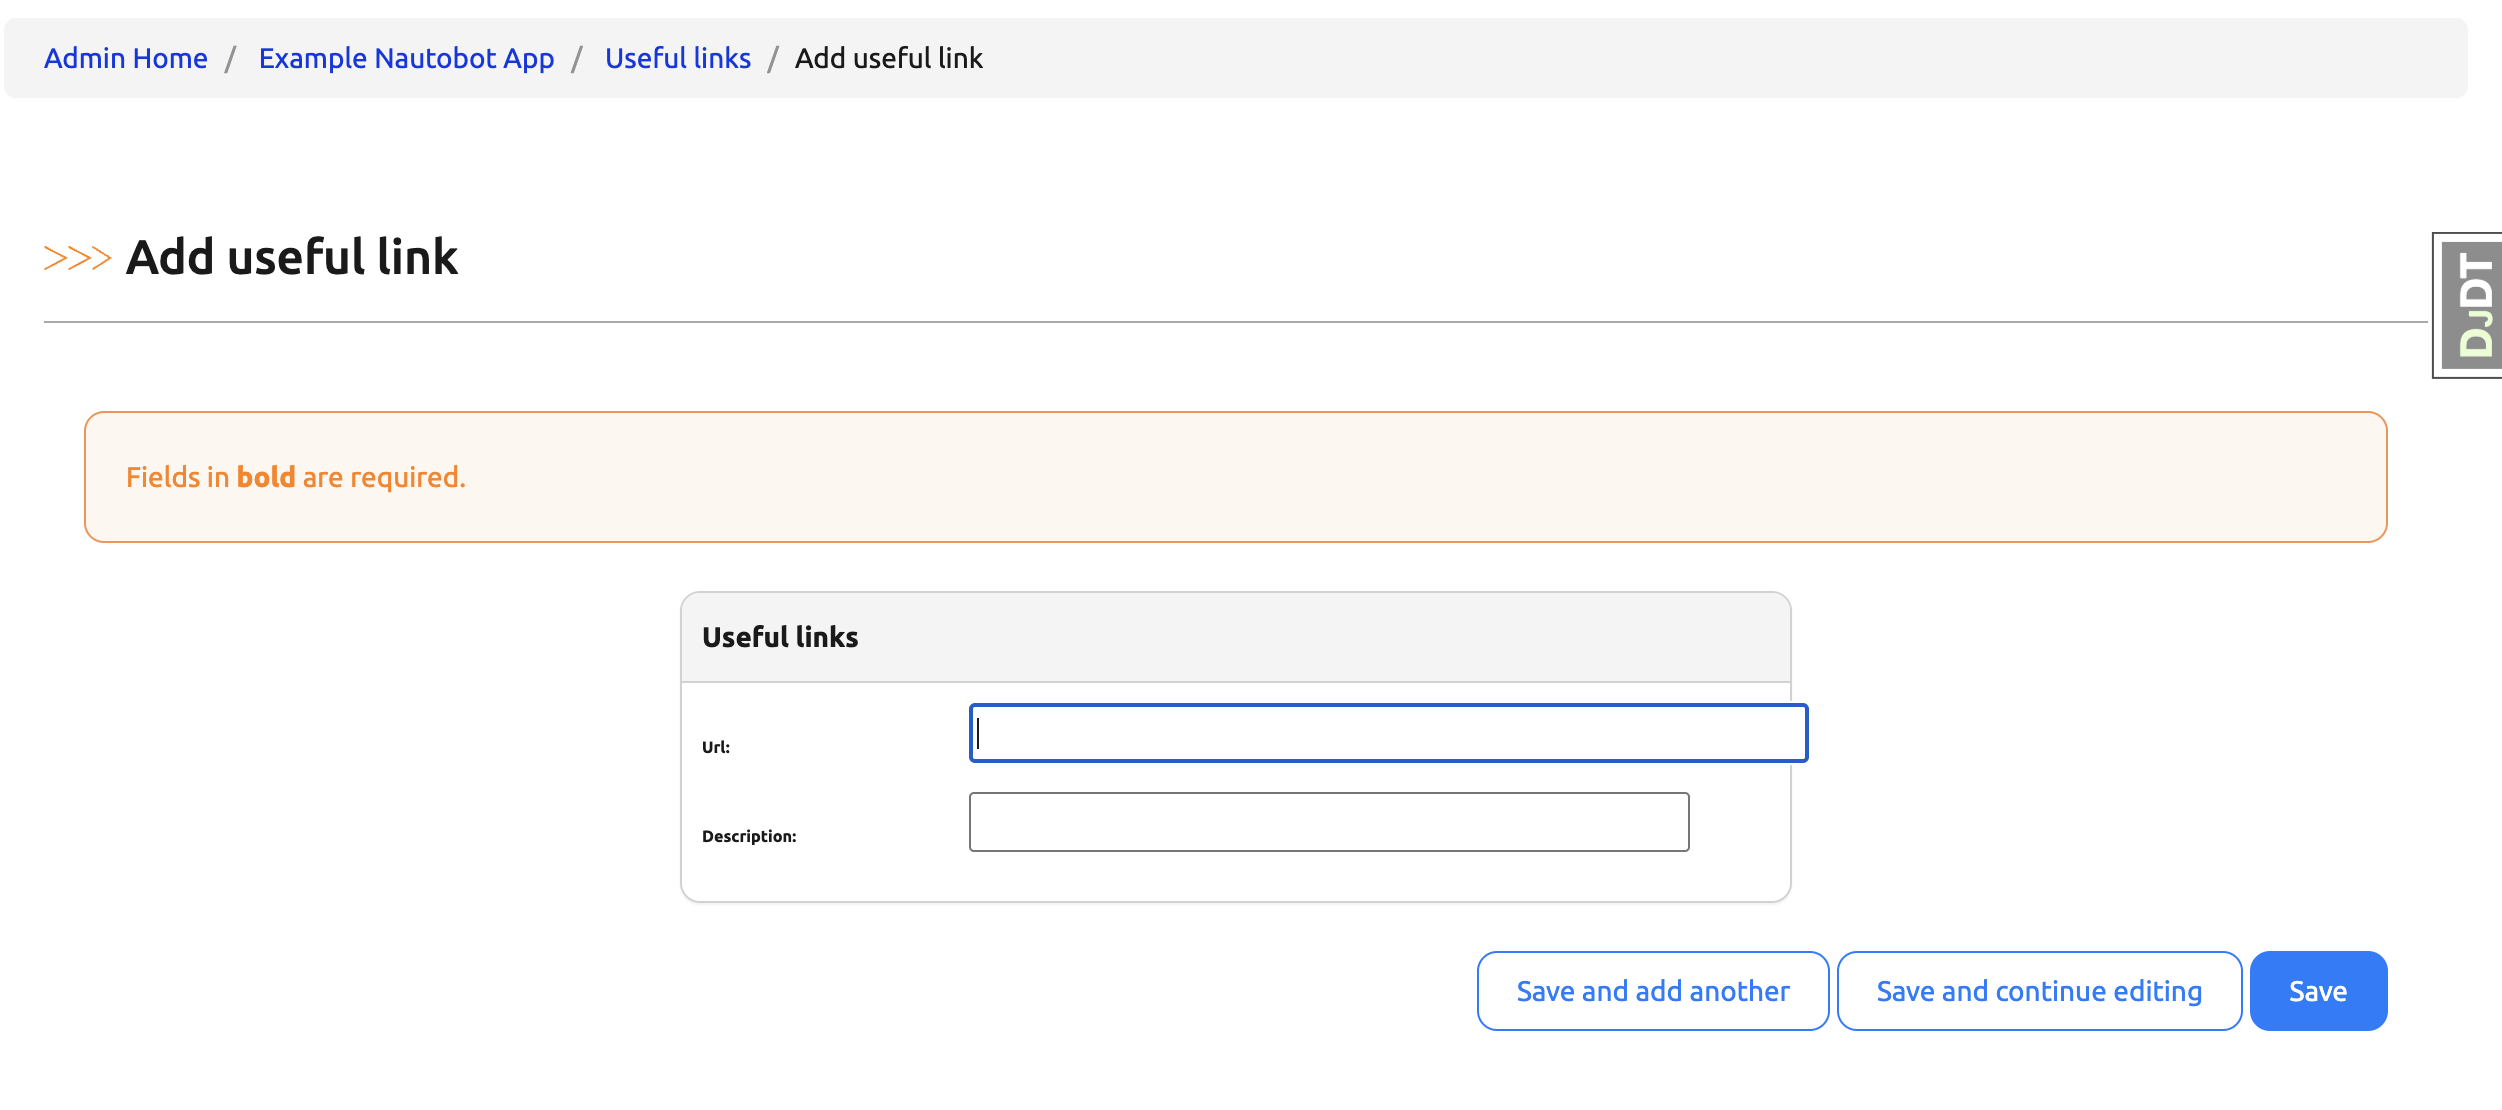 Admin Home / Example Nautobot App / Useful links / Add useful link
>>> Add useful link
DJDT
Fields in bold are required.
Useful links
Url:
Description:
Save and add another
Save and continue editing
Save